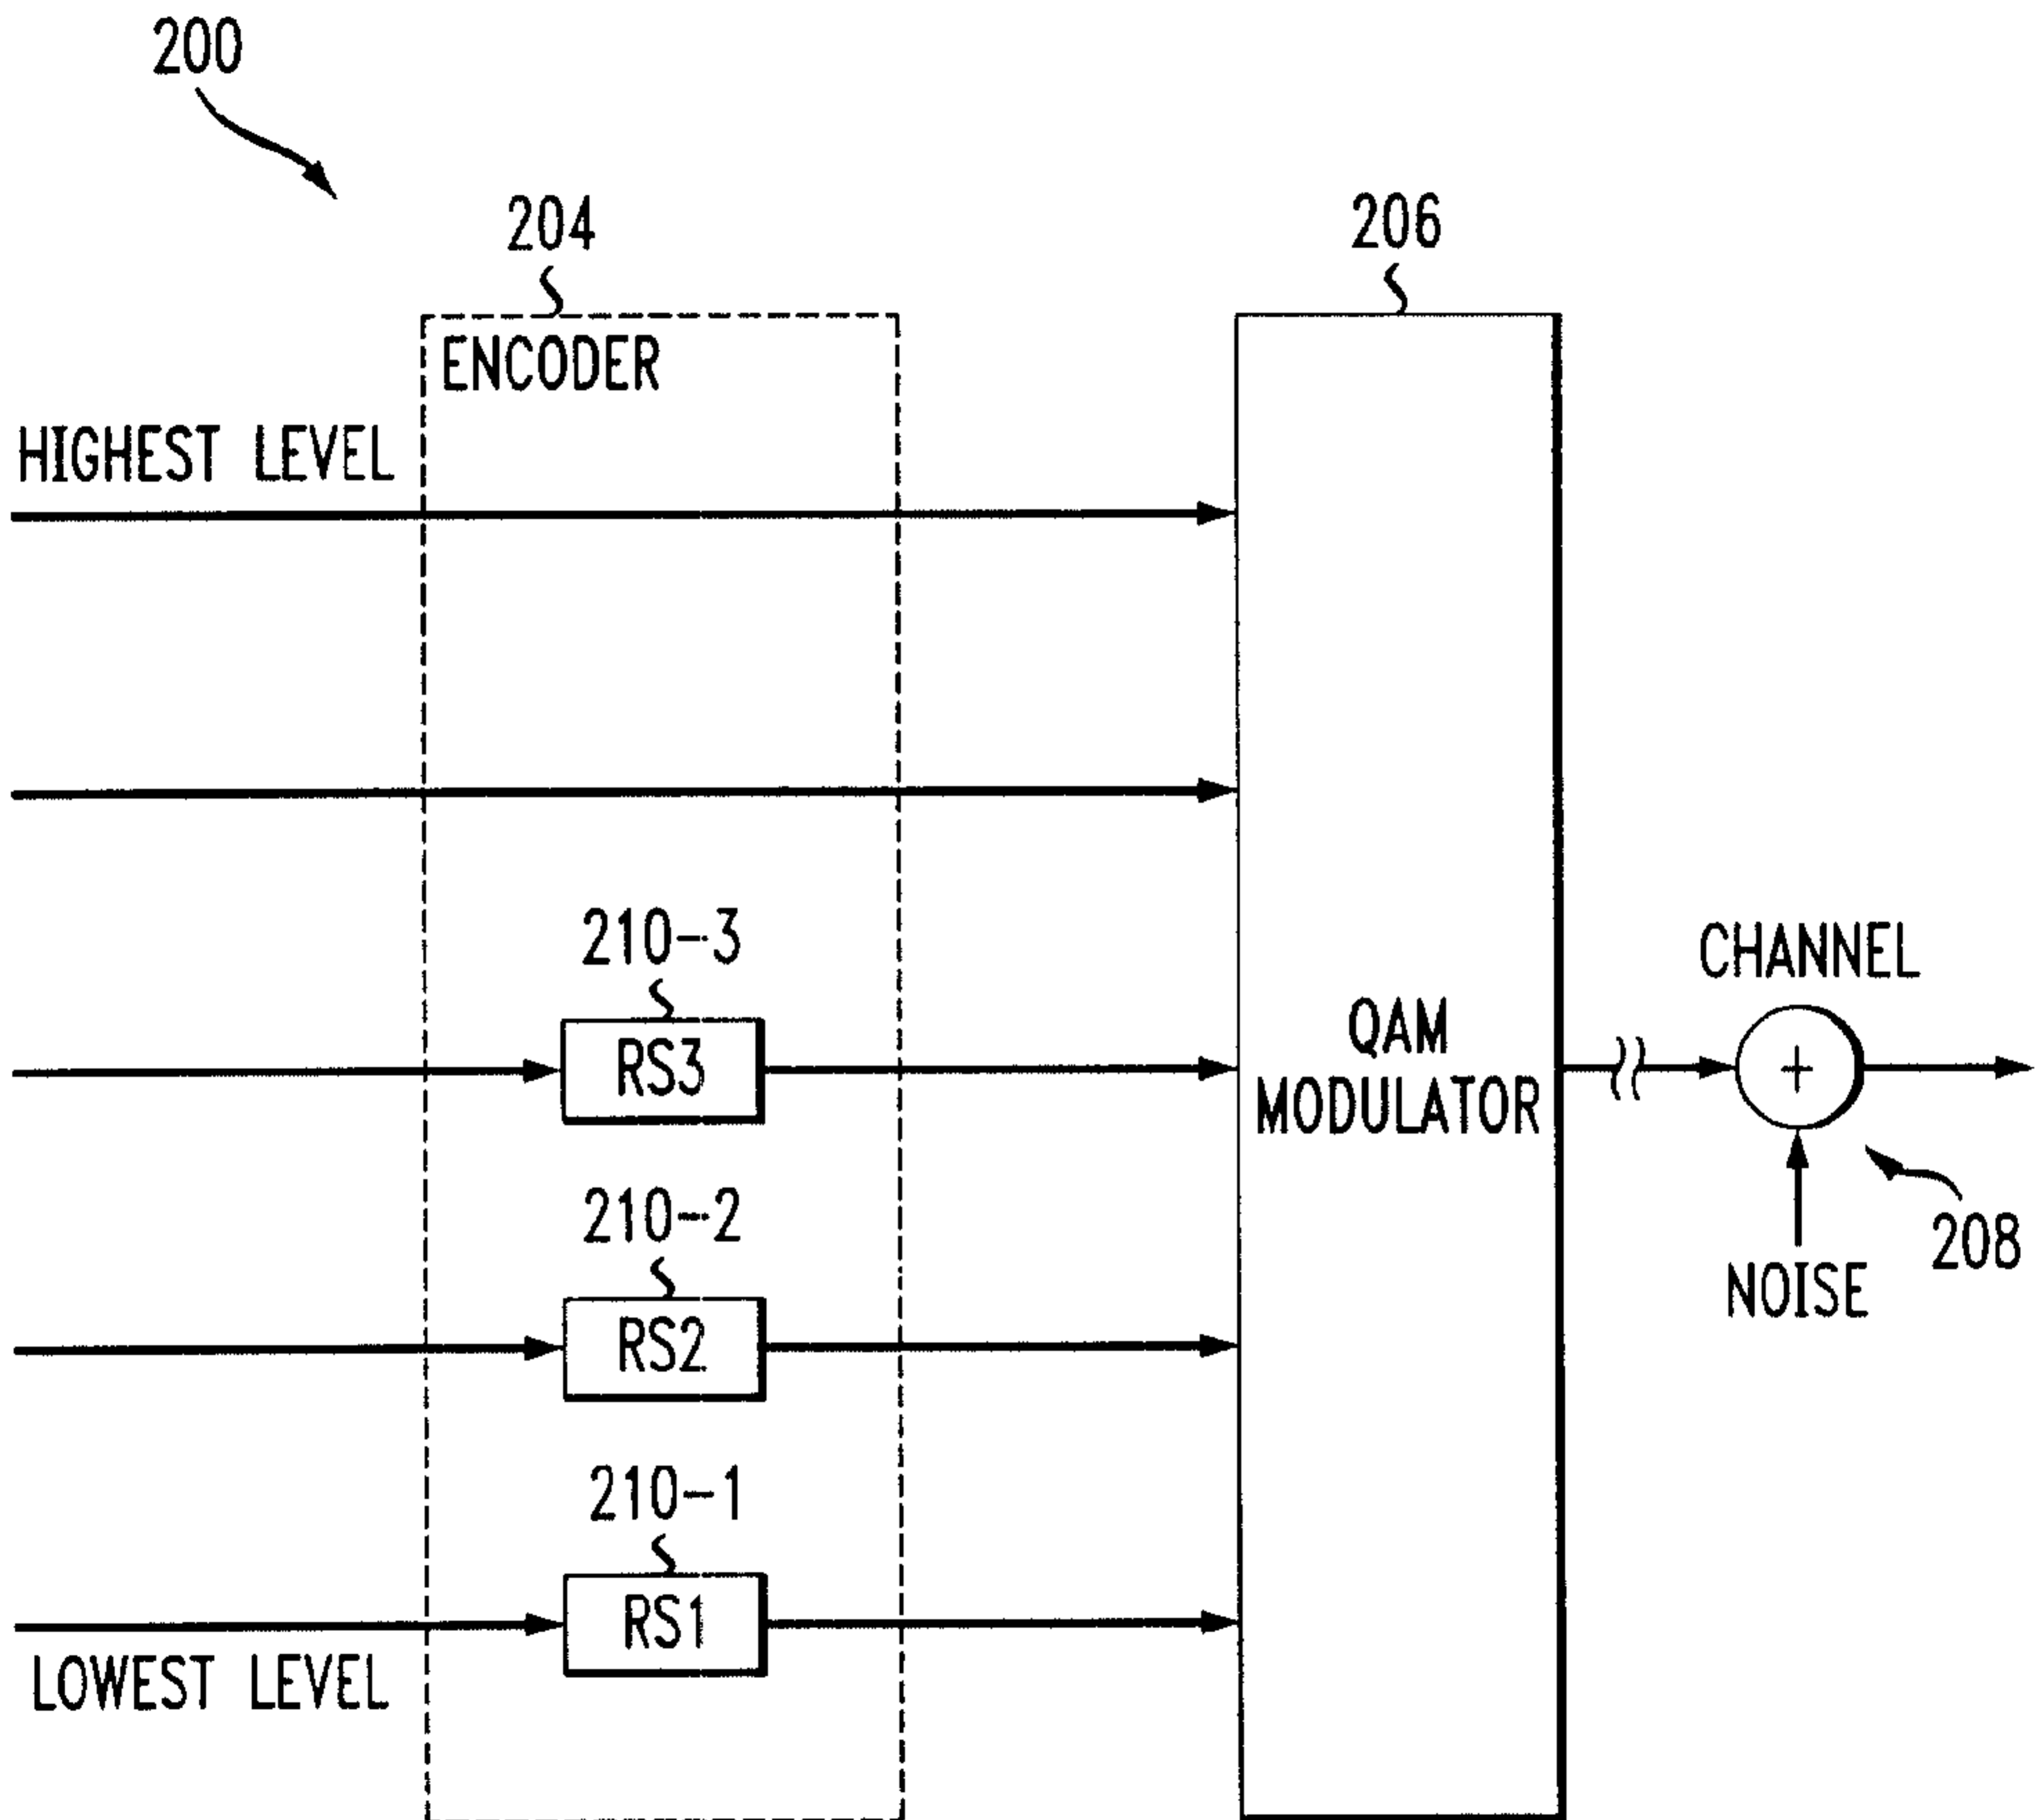 200
204
206
ENCODER
HIGHEST LEVEL
210-3
RS3
QAM
MODULATOR
CHANNEL
+
210-2
RS2
208
NOISE
210-1
RS1
LOWEST LEVEL